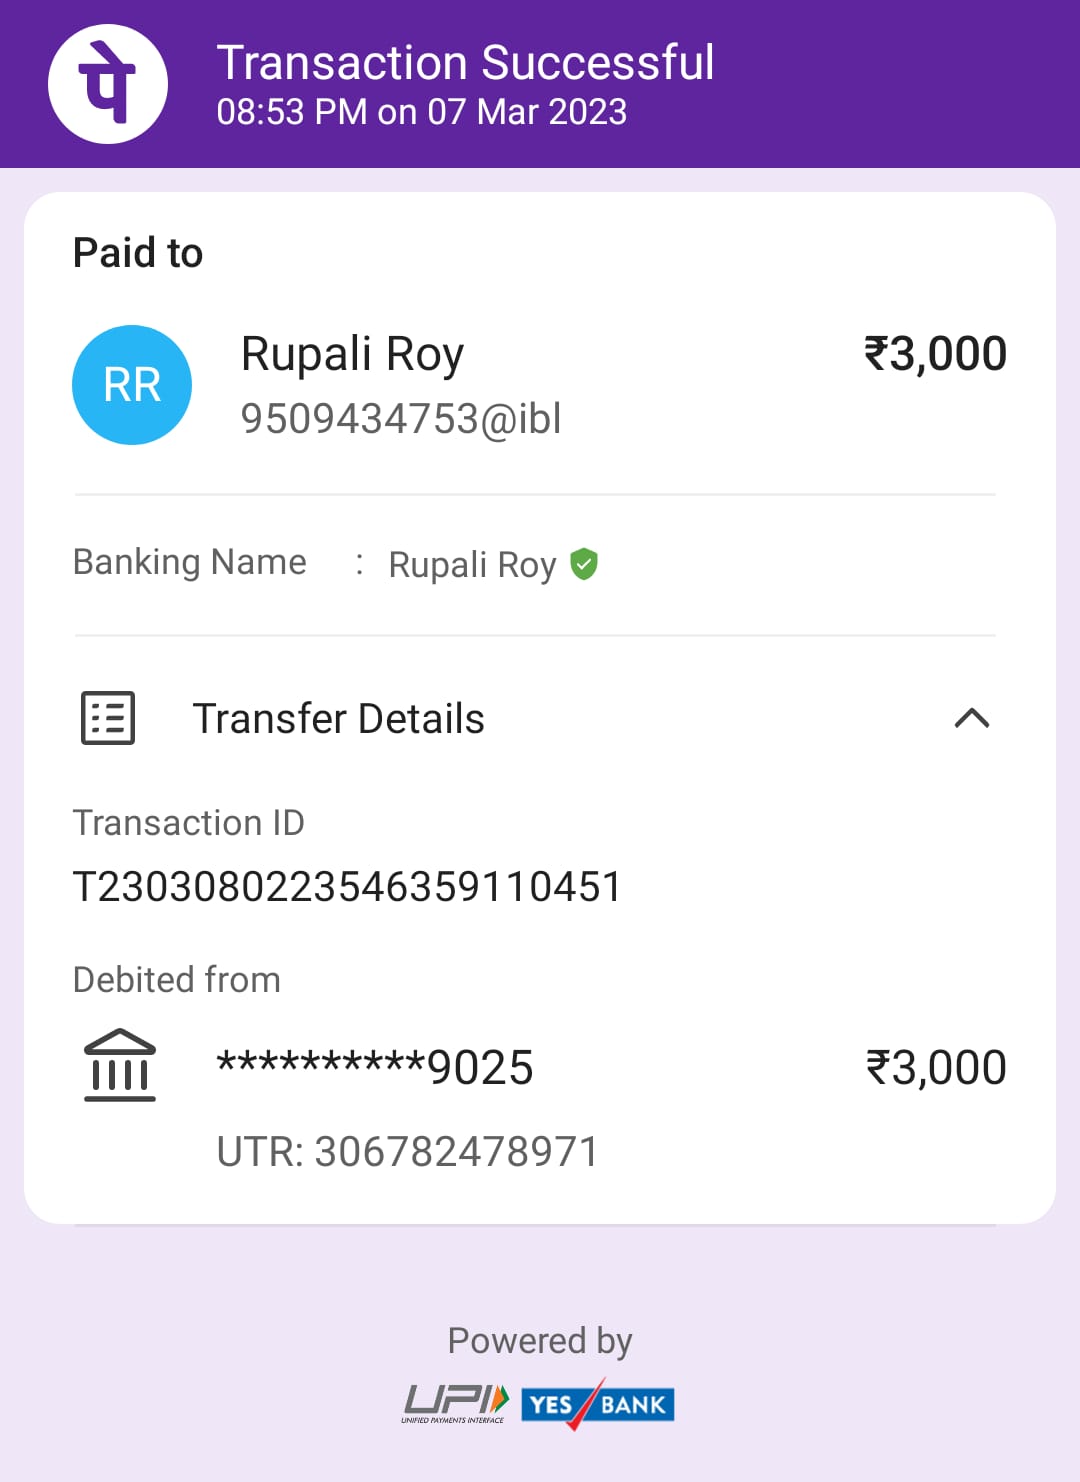 पे
Transaction Successful
08:53 PM on 07 Mar 2023
Paid to
RR
Rupali Roy
₹3,000
9509434753@ibl
Banking Name : Rupali Roy
Transfer Details
Transaction ID
T2303080223546359110451
Debited from
**********9025
₹3,000
UTR: 306782478971
Powered by
UPI
UNIFIED PAYMENTS INTERFACE
YES BANK